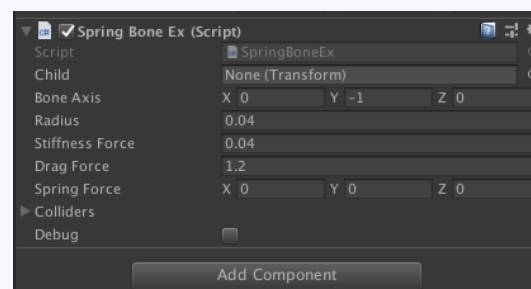 Spring Bone Ex (Script)
Script SpringBoneEx
Child None (Transform)
Bone Axis X 0 Y -1 Z 0
Radius 0.04
Stiffness Force 0.04
Drag Force 1.2
Spring Force X 0 Y 0 Z 0
Colliders
Debug
Add Component